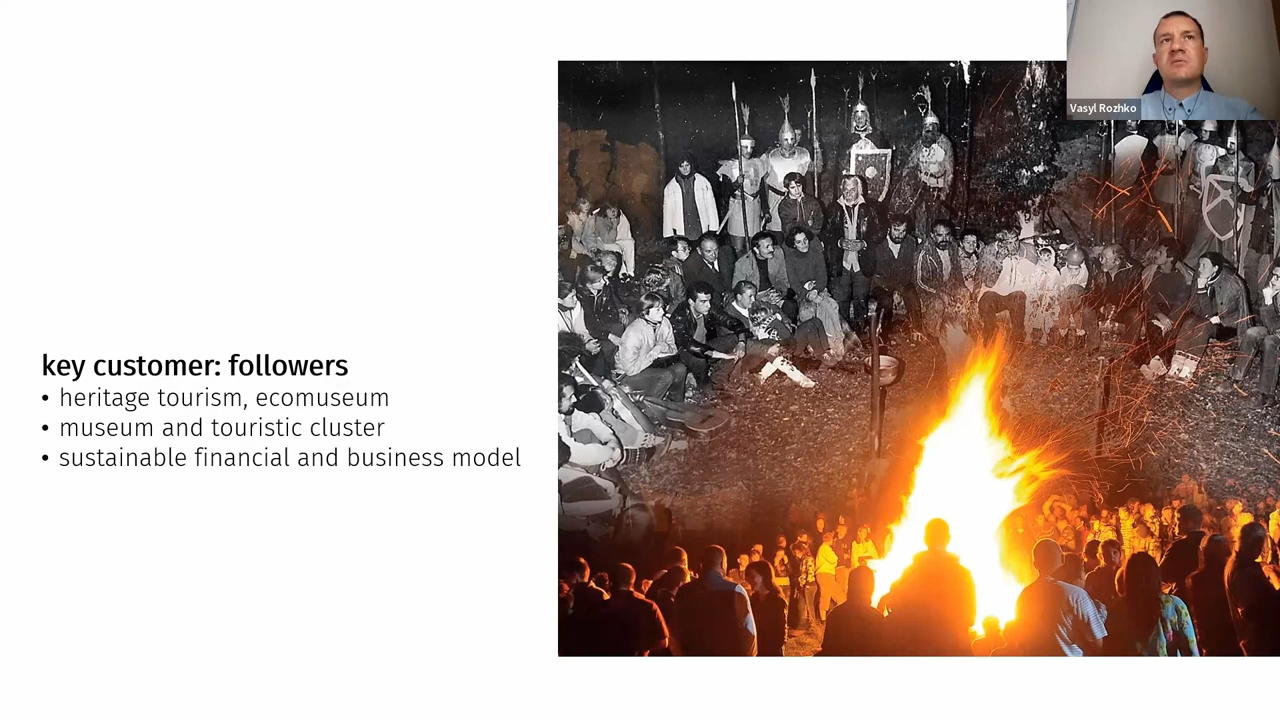 Vasyl Rozhko
key customer: followers
• heritage tourism, ecomuseum
• museum and touristic cluster
• sustainable financial and business model